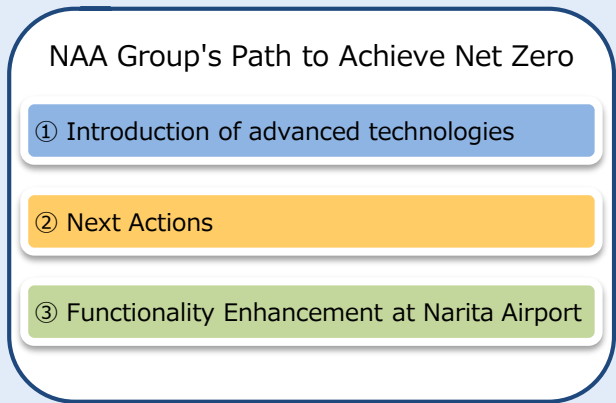 NAA Group's Path to Achieve Net Zero
① Introduction of advanced technologies
② Next Actions
③ Functionality Enhancement at Narita Airport